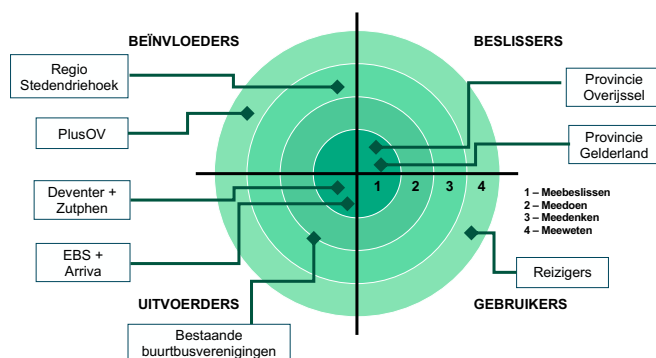 BEÏNVLOEDERS
BESLISSERS
Regio
Stedendriehoek
PlusOV
Provincie
Overijssel
Provincie
Gelderland
Deventer +
Zutphen
EBS +
Arriva
1 2 3 4
1 – Meebeslissen
2 – Meedoen
3 – Meedenken
4 – Meeweten
Reizigers
UITVOERDERS
GEBRUIKERS
Bestaande
buurtbusverenigingen